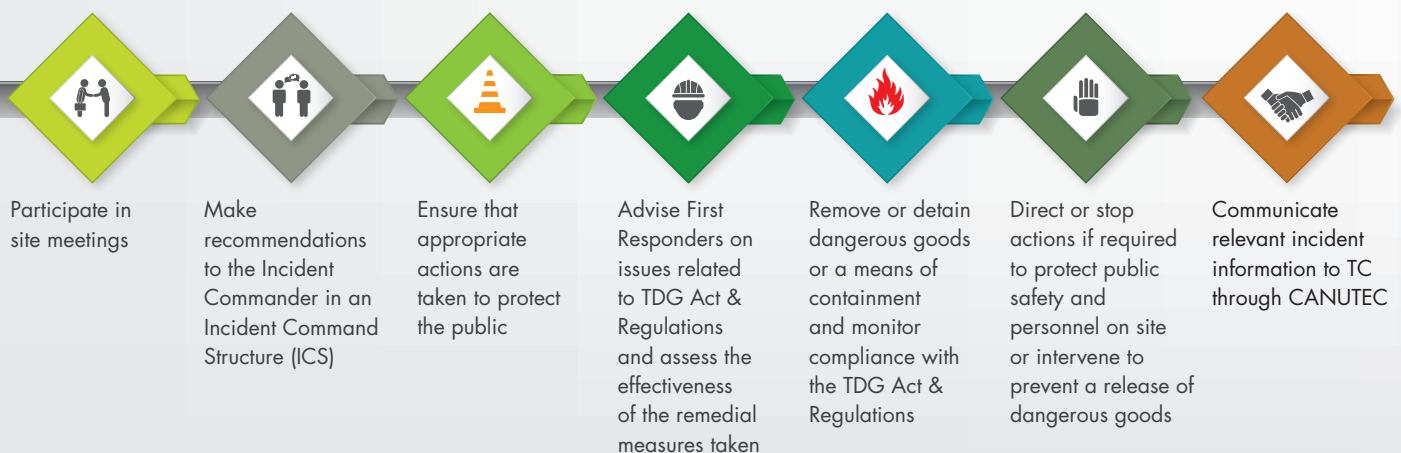 Participate in
site meetings
Make
recommendations
to the Incident
Commander in an
Incident Command
Structure (ICS)
Ensure that
appropriate
actions are
taken to protect
the public
Advise First
Responders on
issues related
to TDG Act &
Regulations
and assess the
effectiveness
of the remedial
measures taken
Remove or detain
dangerous goods
or a means of
containment
and monitor
compliance with
the TDG Act &
Regulations
Direct or stop
actions if required
to protect public
safety and
personnel on site
or intervene to
prevent a release of
dangerous goods
Communicate
relevant incident
information to TC
through CANUTEC